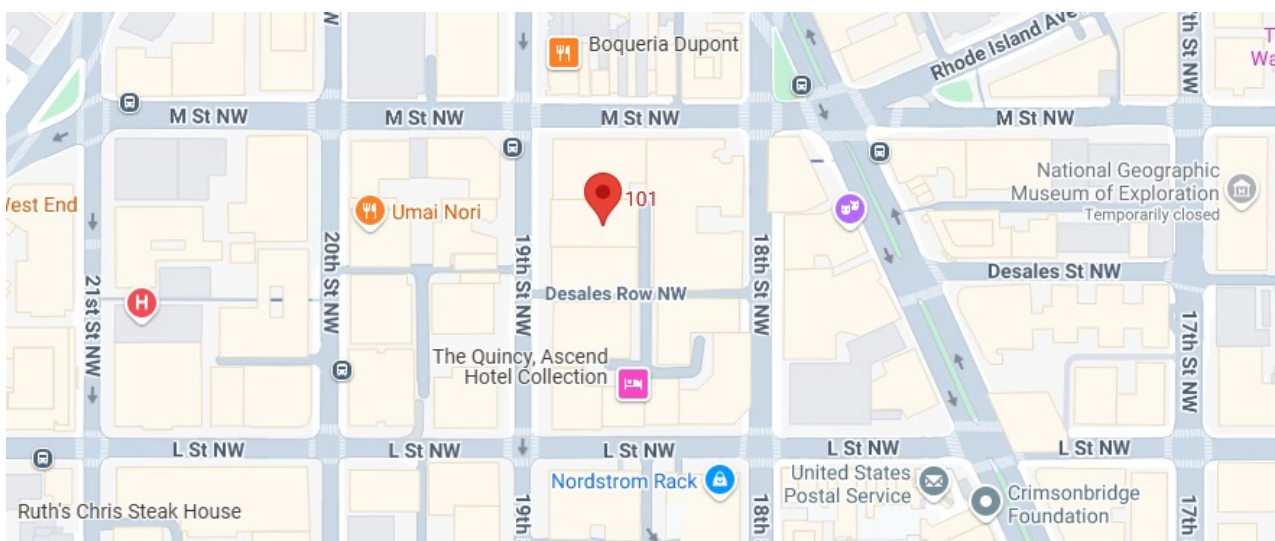 Boqueria Dupont
Rhode Island Ave
17th St NW
T
Wa
M St NW
M St NW
M St NW
M St NW
National Geographic
Museum of Exploration
Temporarily closed
101
West End
Umai Nori
20th St NW
19th St NW
18th St NW
21st St NW
H
Desales St NW
Desales Row NW
17th St NW
The Quincy, Ascend
Hotel Collection
L St NW
L St NW
L St NW
L St NW
L St NW
Nordstrom Rack
United States
Postal Service
Crimsonbridge
Foundation
Ruth's Chris Steak House
19th
18th
17th